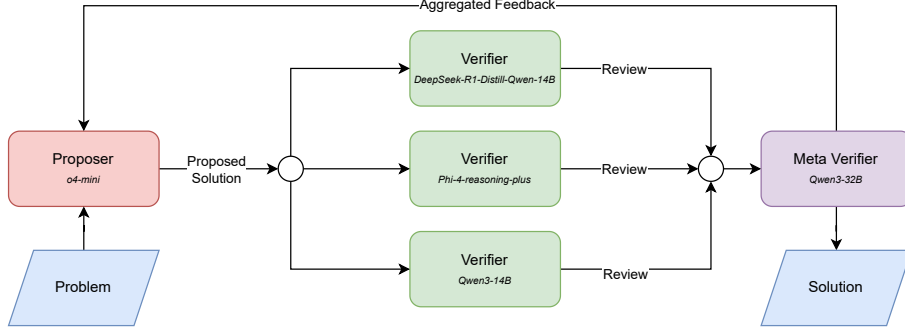 Aggregated Feedback
Verifier
DeepSeek-R1-Distill-Qwen-14B
Review
Proposer
o4-mini
Proposed
Solution
Verifier
Phi-4-reasoning-plus
Review
Meta Verifier
Qwen3-32B
Verifier
Qwen3-14B
Review
Problem
Solution